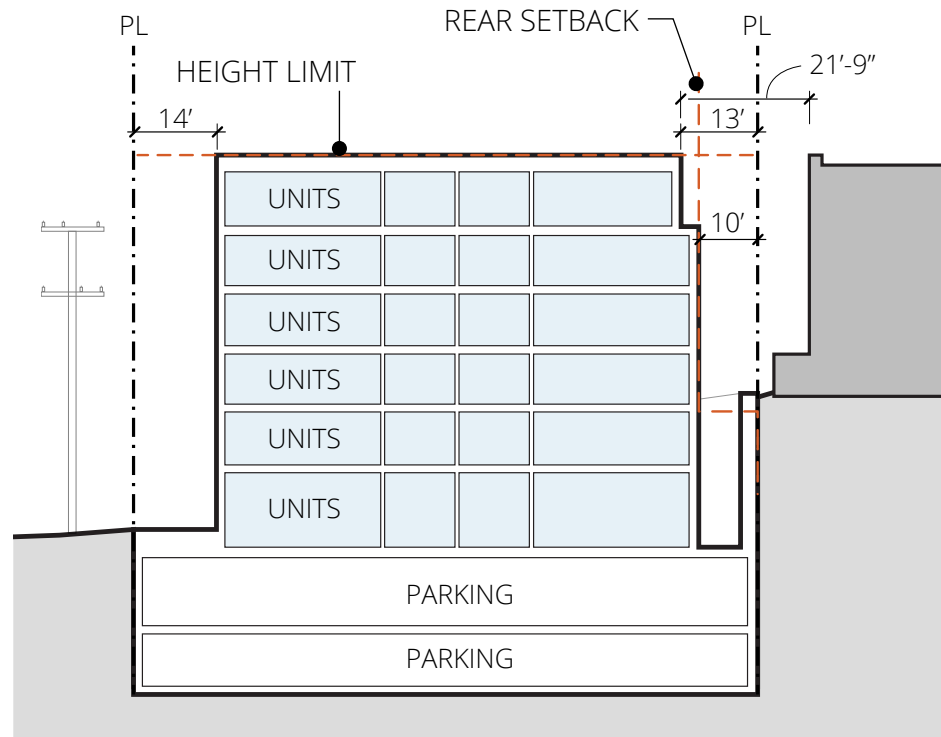 REAR SETBACK
PL
PL
HEIGHT LIMIT
21’-9”
14’
13’
UNITS
10’
UNITS
UNITS
UNITS
UNITS
UNITS
PARKING
PARKING